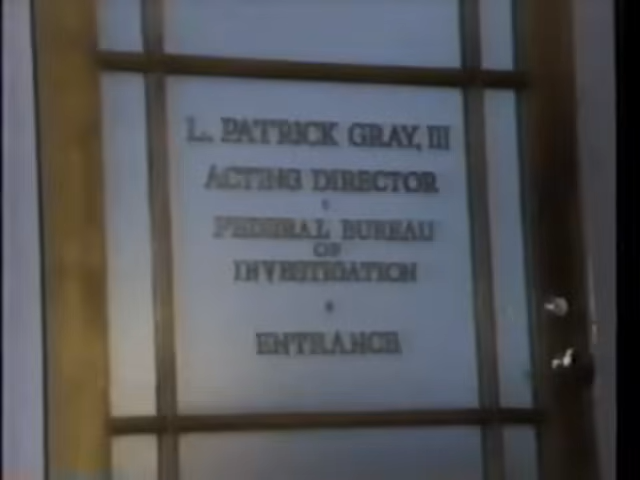 L. PATRICK GRAY, III
ACTING DIRECTOR
FEDERAL BUREAU
OF
INVESTIGATION
ENTRANCE